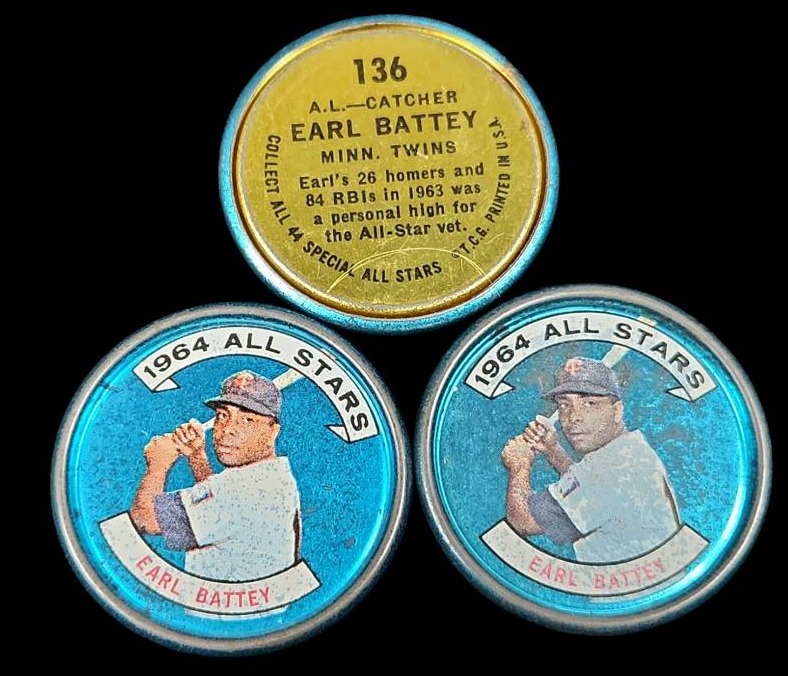 136
A.L.—CATCHER
EARL BATTEY
MINN. TWINS
Earl's 26 homers and
84 RBIs in 1963 was
a personal high for
the All-Star vet.
COLLECT ALL 44 SPECIAL ALL STARS ©T.C.G. PRINTED IN U.S.A.
1964 ALL STARS
EARL BATTEY
1964 ALL STARS
EARL BATTEY